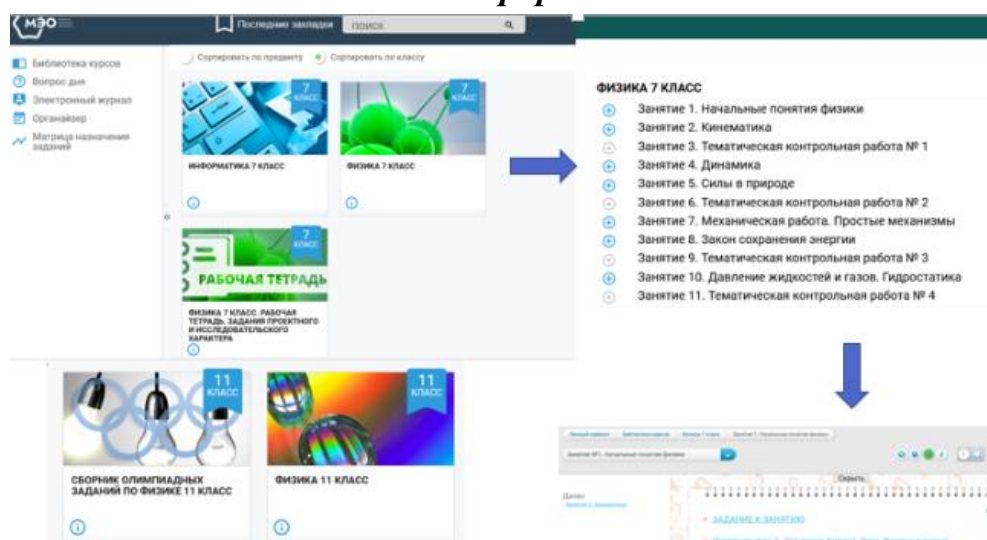 МЭО
Последние закладки
ПОИСК
Библиотека курсов
Вопрос дня
Электронный журнал
Органайзер
Матрица назначения
заданий
Сортировать по предмету
Сортировать по классу
7
КЛАСС
ИНФОРМАТИКА 7 КЛАСС
7
КЛАСС
ФИЗИКА 7 КЛАСС
7
КЛАСС
РАБОЧАЯ ТЕТРАДЬ
ФИЗИКА 7 КЛАСС. РАБОЧАЯ
ТЕТРАДЬ. ЗАДАНИЯ ПРОЕКТНОГО
И ИССЛЕДОВАТЕЛЬСКОГО
ХАРАКТЕРА
11
КЛАСС
СБОРНИК ОЛИМПИАДНЫХ
ЗАДАНИЙ ПО ФИЗИКЕ 11 КЛАСС
11
КЛАСС
ФИЗИКА 11 КЛАСС
ФИЗИКА 7 КЛАСС
Занятие 1. Начальные понятия физики
Занятие 2. Кинематика
Занятие 3. Тематическая контрольная работа № 1
Занятие 4. Динамика
Занятие 5. Силы в природе
Занятие 6. Тематическая контрольная работа № 2
Занятие 7. Механическая работа. Простые механизмы
Занятие 8. Закон сохранения энергии
Занятие 9. Тематическая контрольная работа № 3
Занятие 10. Давление жидкостей и газов. Гидростатика
Занятие 11. Тематическая контрольная работа № 4
Занятие №1. Начальные понятия физики
Скрыть
Далее
ЗАДАНИЕ К ЗАНЯТИЮ